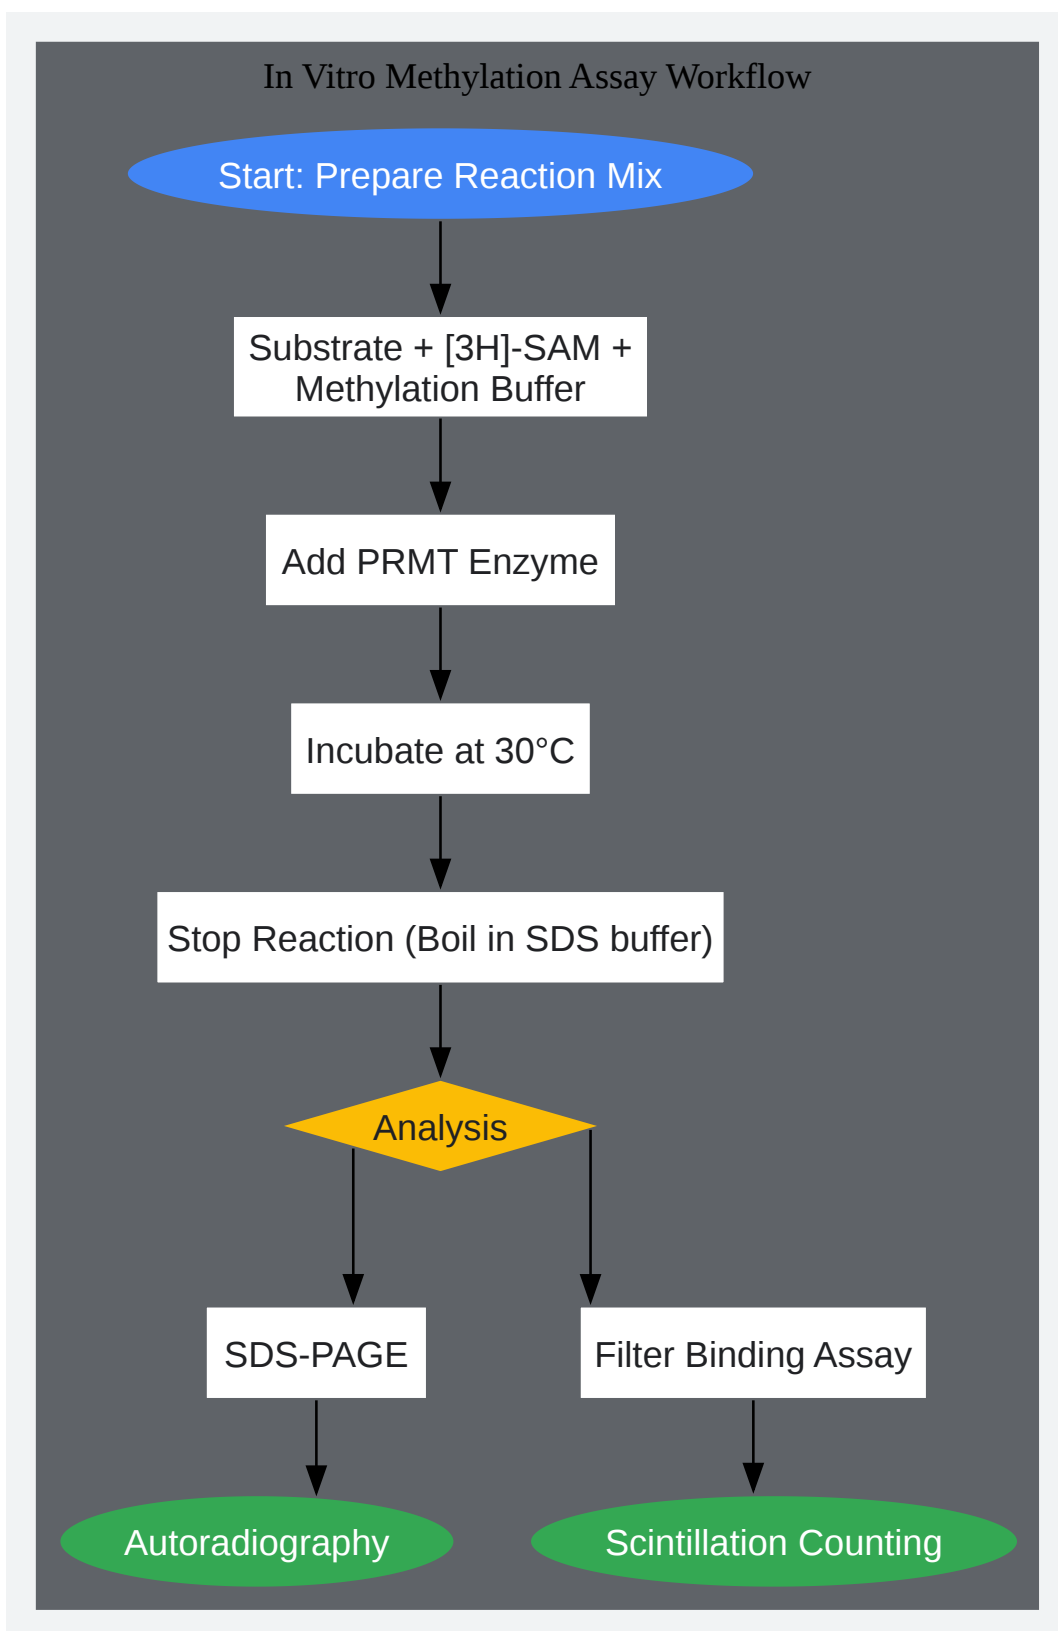 In Vitro Methylation Assay Workflow
Start: Prepare Reaction Mix
Substrate + [3H]-SAM +
Methylation Buffer
Add PRMT Enzyme
Incubate at 30°C
Stop Reaction (Boil in SDS buffer)
Analysis
SDS-PAGE
Filter Binding Assay
Autoradiography
Scintillation Counting